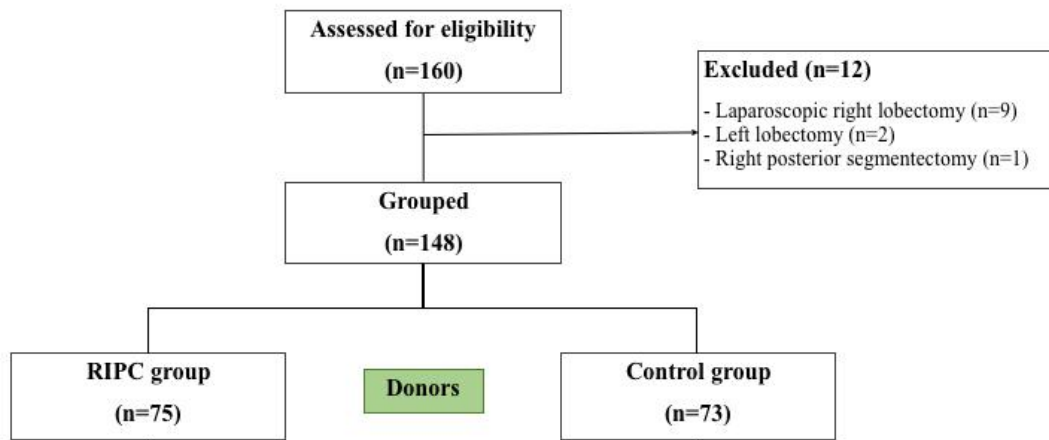 Assessed for eligibility
(n=160)
Excluded (n=12)
- Laparoscopic right lobectomy (n=9)
- Left lobectomy (n=2)
- Right posterior segmentectomy (n=1)
Grouped
(n=148)
RIPC group
(n=75)
Donors
Control group
(n=73)